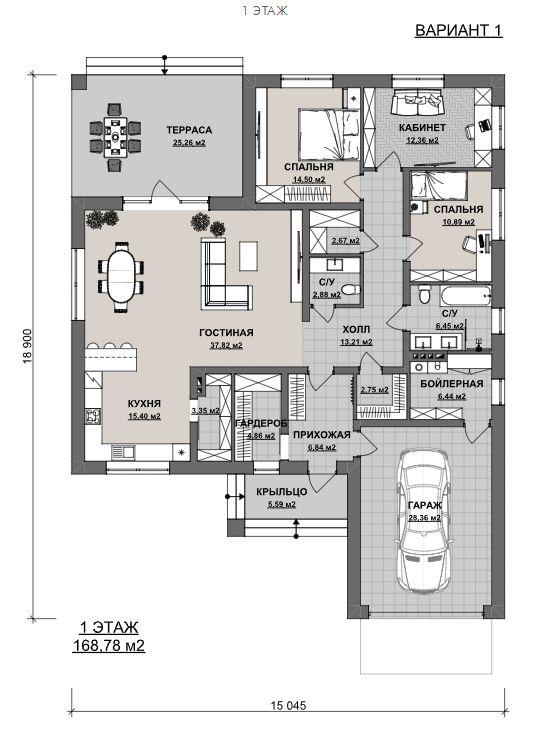 1 ЭТАЖ
ВАРИАНТ 1
ТЕРРАСА
25,26 м2
СПАЛЬНЯ
14,50 м2
КАБИНЕТ
12,36 м2
СПАЛЬНЯ
10,89 м2
2,67 м2
С/У
2,88 м2
ГОСТИНАЯ
37,82 м2
ХОЛЛ
13,21 м2
С/У
6,45 м2
КУХНЯ
15,40 м2
3,35 м2
ГАРДЕРОБ
4,86 м2
ПРИХОЖАЯ
6,84 м2
2,75 м2
БОЙЛЕРНАЯ
6,44 м2
КРЫЛЬЦО
5,59 м2
ГАРАЖ
28,36 м2
18 900
1 ЭТАЖ
168,78 м2
15 045